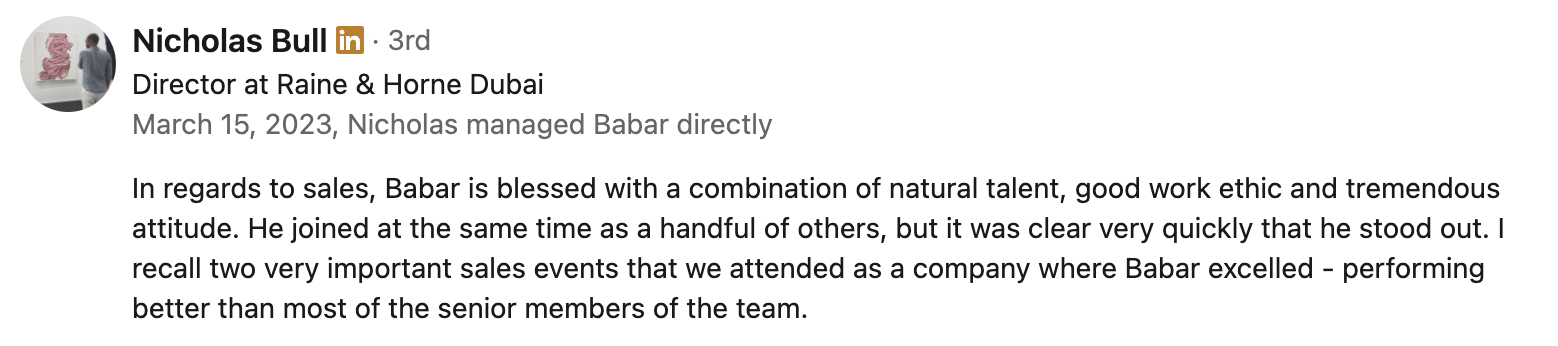 Nicholas Bull in · 3rd
Director at Raine & Horne Dubai
March 15, 2023, Nicholas managed Babar directly
In regards to sales, Babar is blessed with a combination of natural talent, good work ethic and tremendous
attitude. He joined at the same time as a handful of others, but it was clear very quickly that he stood out. I
recall two very important sales events that we attended as a company where Babar excelled - performing
better than most of the senior members of the team.